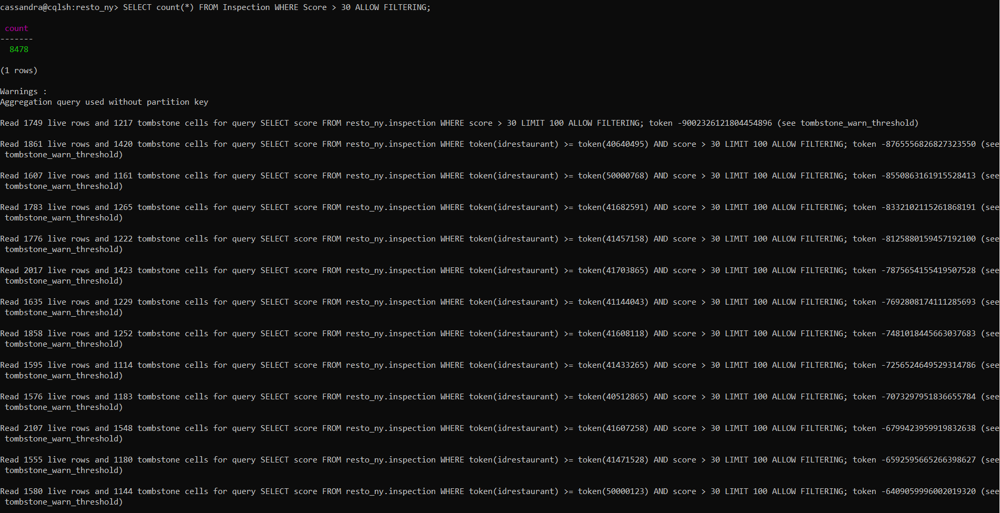 cassandra@cqlsh:resto_ny> SELECT count(*) FROM Inspection WHERE Score > 30 ALLOW FILTERING;
count
-------
8478
(1 rows)
Warnings :
Aggregation query used without partition key
Read 1749 live rows and 1217 tombstone cells for query SELECT score FROM resto_ny.inspection WHERE score > 30 LIMIT 100 ALLOW FILTERING; token -9002326121804454896 (see tombstone_warn_threshold)
Read 1861 live rows and 1420 tombstone cells for query SELECT score FROM resto_ny.inspection WHERE token(idrestaurant) >= token(40640495) AND score > 30 LIMIT 100 ALLOW FILTERING; token -8765556826827323550 (see
tombstone_warn_threshold)
Read 1607 live rows and 1161 tombstone cells for query SELECT score FROM resto_ny.inspection WHERE token(idrestaurant) >= token(50000768) AND score > 30 LIMIT 100 ALLOW FILTERING; token -8550863161915528413 (see
tombstone_warn_threshold)
Read 1783 live rows and 1265 tombstone cells for query SELECT score FROM resto_ny.inspection WHERE token(idrestaurant) >= token(41682591) AND score > 30 LIMIT 100 ALLOW FILTERING; token -8332102115261868191 (see
tombstone_warn_threshold)
Read 1776 live rows and 1222 tombstone cells for query SELECT score FROM resto_ny.inspection WHERE token(idrestaurant) >= token(41457158) AND score > 30 LIMIT 100 ALLOW FILTERING; token -8125880159457192100 (see
tombstone_warn_threshold)
Read 2017 live rows and 1423 tombstone cells for query SELECT score FROM resto_ny.inspection WHERE token(idrestaurant) >= token(41703865) AND score > 30 LIMIT 100 ALLOW FILTERING; token -7875654155419507528 (see
tombstone_warn_threshold)
Read 1635 live rows and 1229 tombstone cells for query SELECT score FROM resto_ny.inspection WHERE token(idrestaurant) >= token(41144043) AND score > 30 LIMIT 100 ALLOW FILTERING; token -7692808174111285693 (see
tombstone_warn_threshold)
Read 1858 live rows and 1252 tombstone cells for query SELECT score FROM resto_ny.inspection WHERE token(idrestaurant) >= token(41608118) AND score > 30 LIMIT 100 ALLOW FILTERING; token -7481018445663037683 (see
tombstone_warn_threshold)
Read 1595 live rows and 1114 tombstone cells for query SELECT score FROM resto_ny.inspection WHERE token(idrestaurant) >= token(41433265) AND score > 30 LIMIT 100 ALLOW FILTERING; token -7256524649529314786 (see
tombstone_warn_threshold)
Read 1576 live rows and 1183 tombstone cells for query SELECT score FROM resto_ny.inspection WHERE token(idrestaurant) >= token(40512865) AND score > 30 LIMIT 100 ALLOW FILTERING; token -7073297951836655784 (see
tombstone_warn_threshold)
Read 2107 live rows and 1548 tombstone cells for query SELECT score FROM resto_ny.inspection WHERE token(idrestaurant) >= token(41607258) AND score > 30 LIMIT 100 ALLOW FILTERING; token -6799423959919832638 (see
tombstone_warn_threshold)
Read 1555 live rows and 1180 tombstone cells for query SELECT score FROM resto_ny.inspection WHERE token(idrestaurant) >= token(41471528) AND score > 30 LIMIT 100 ALLOW FILTERING; token -6592595665266398627 (see
tombstone_warn_threshold)
Read 1580 live rows and 1144 tombstone cells for query SELECT score FROM resto_ny.inspection WHERE token(idrestaurant) >= token(50000123) AND score > 30 LIMIT 100 ALLOW FILTERING; token -6409059996002019320 (see
tombstone_warn_threshold)